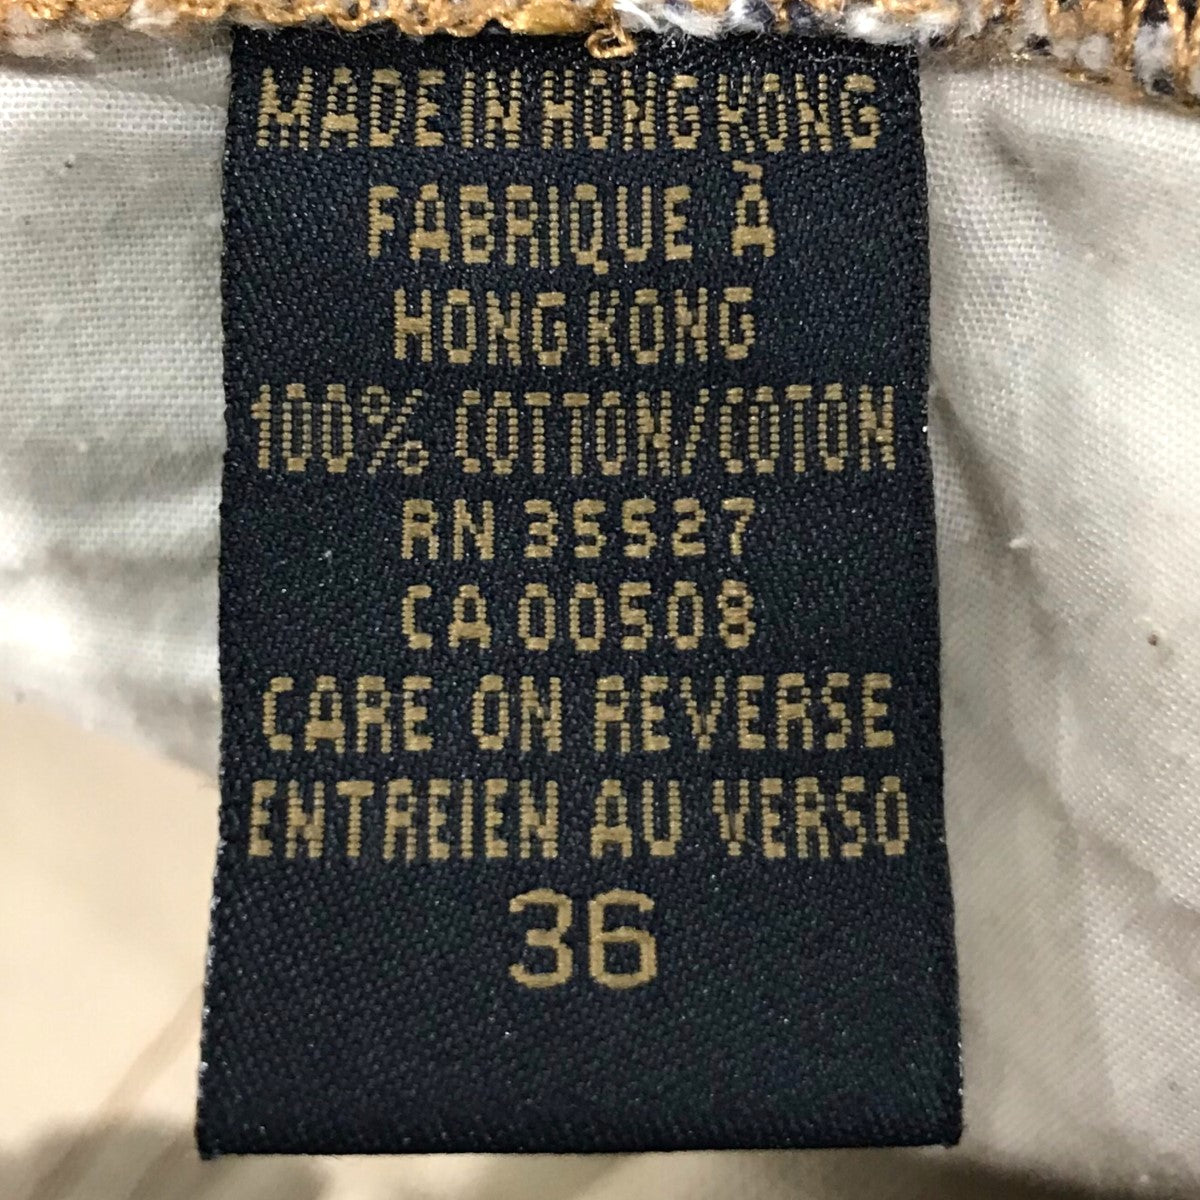 MADE IN HONG KONG
FABRIQUE À
HONG KONG
100% COTTON/COTON
RN 35527
CA 00508
CARE ON REVERSE
ENTREIEN AU VERSO
36